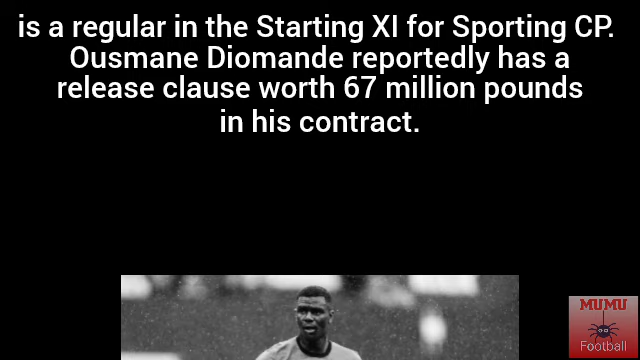 is a regular in the Starting XI for Sporting CP.
Ousmane Diomande reportedly has a
release clause worth 67 million pounds
in his contract.
MUMU
Football